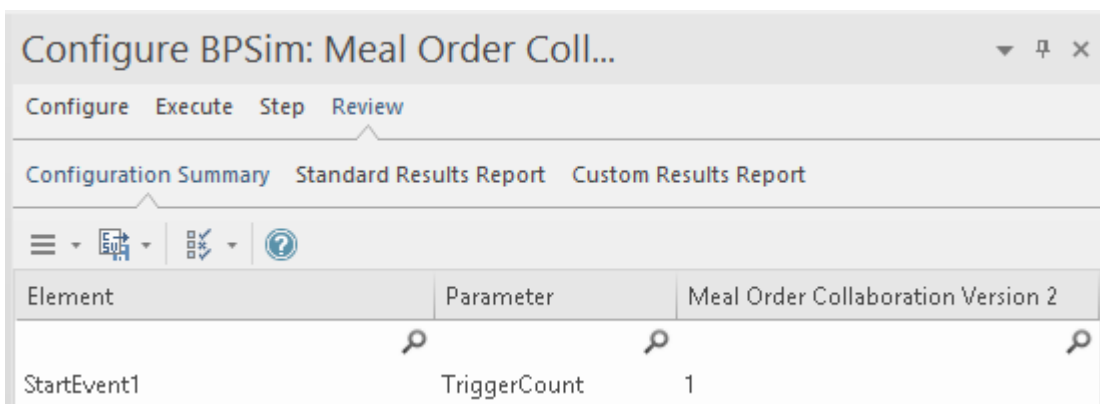 Configure BPSim: Meal Order Coll...
Configure Execute Step Review
Configuration Summary Standard Results Report Custom Results Report
Element Parameter Meal Order Collaboration Version 2
StartEvent1 TriggerCount 1